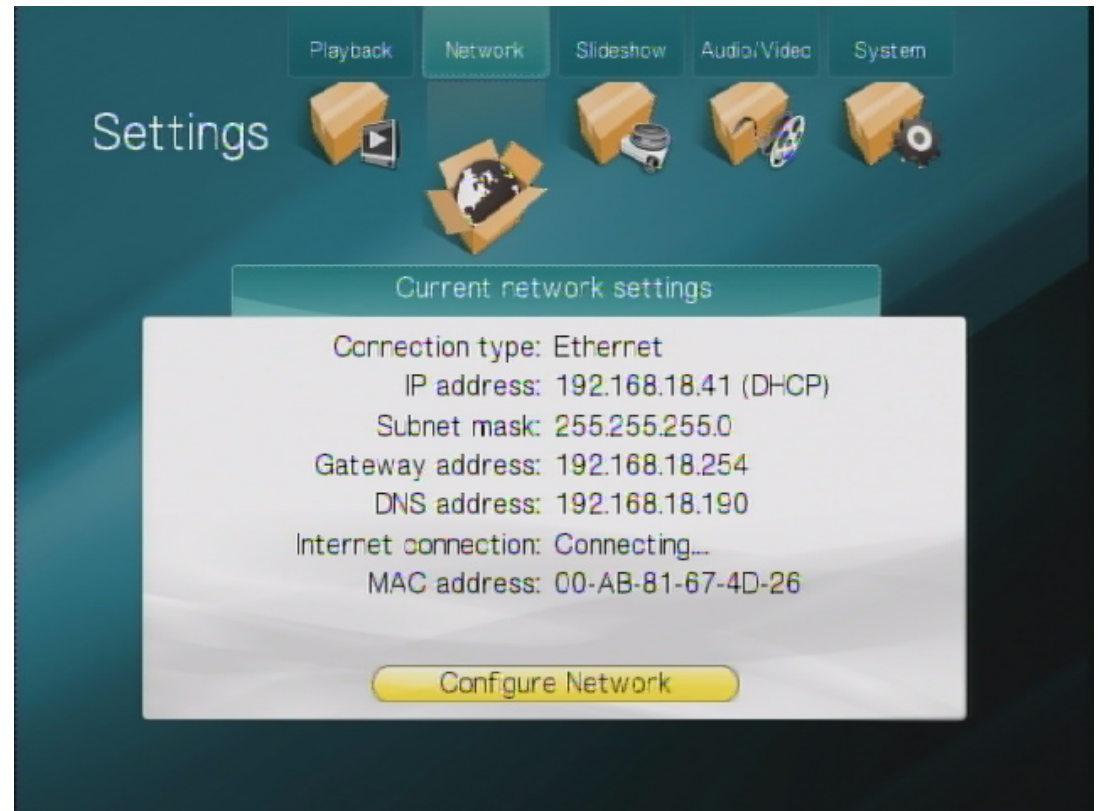 Playback Network Slideshow Audio/Video System
Settings
Current network settings
Connection type: Ethernet
IP address: 192.168.18.41 (DHCP)
Subnet mask: 255.255.255.0
Gateway address: 192.168.18.254
DNS address: 192.168.18.190
Internet connection: Connecting...
MAC address: 00-AB-81-67-4D-26
Configure Network